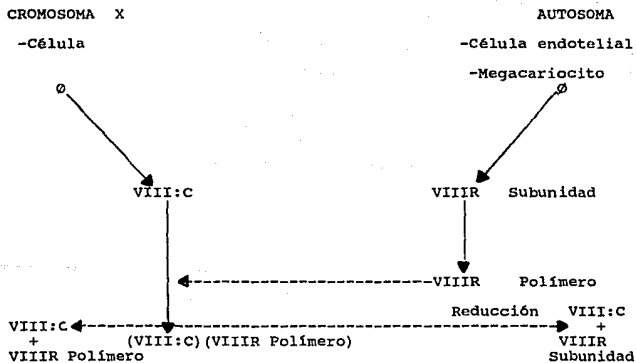 CROMOSOMA X AUTOSOMA
-Célula -Célula endotelial
-Megacariocito
Ø Ø
VIII:C VIIIR Subunidad
VIIIR Polímero
Reducción VIII:C
VIII:C +
+ (VIII:C)(VIIIR Polímero) VIIIR
VIIIR Polímero Subunidad